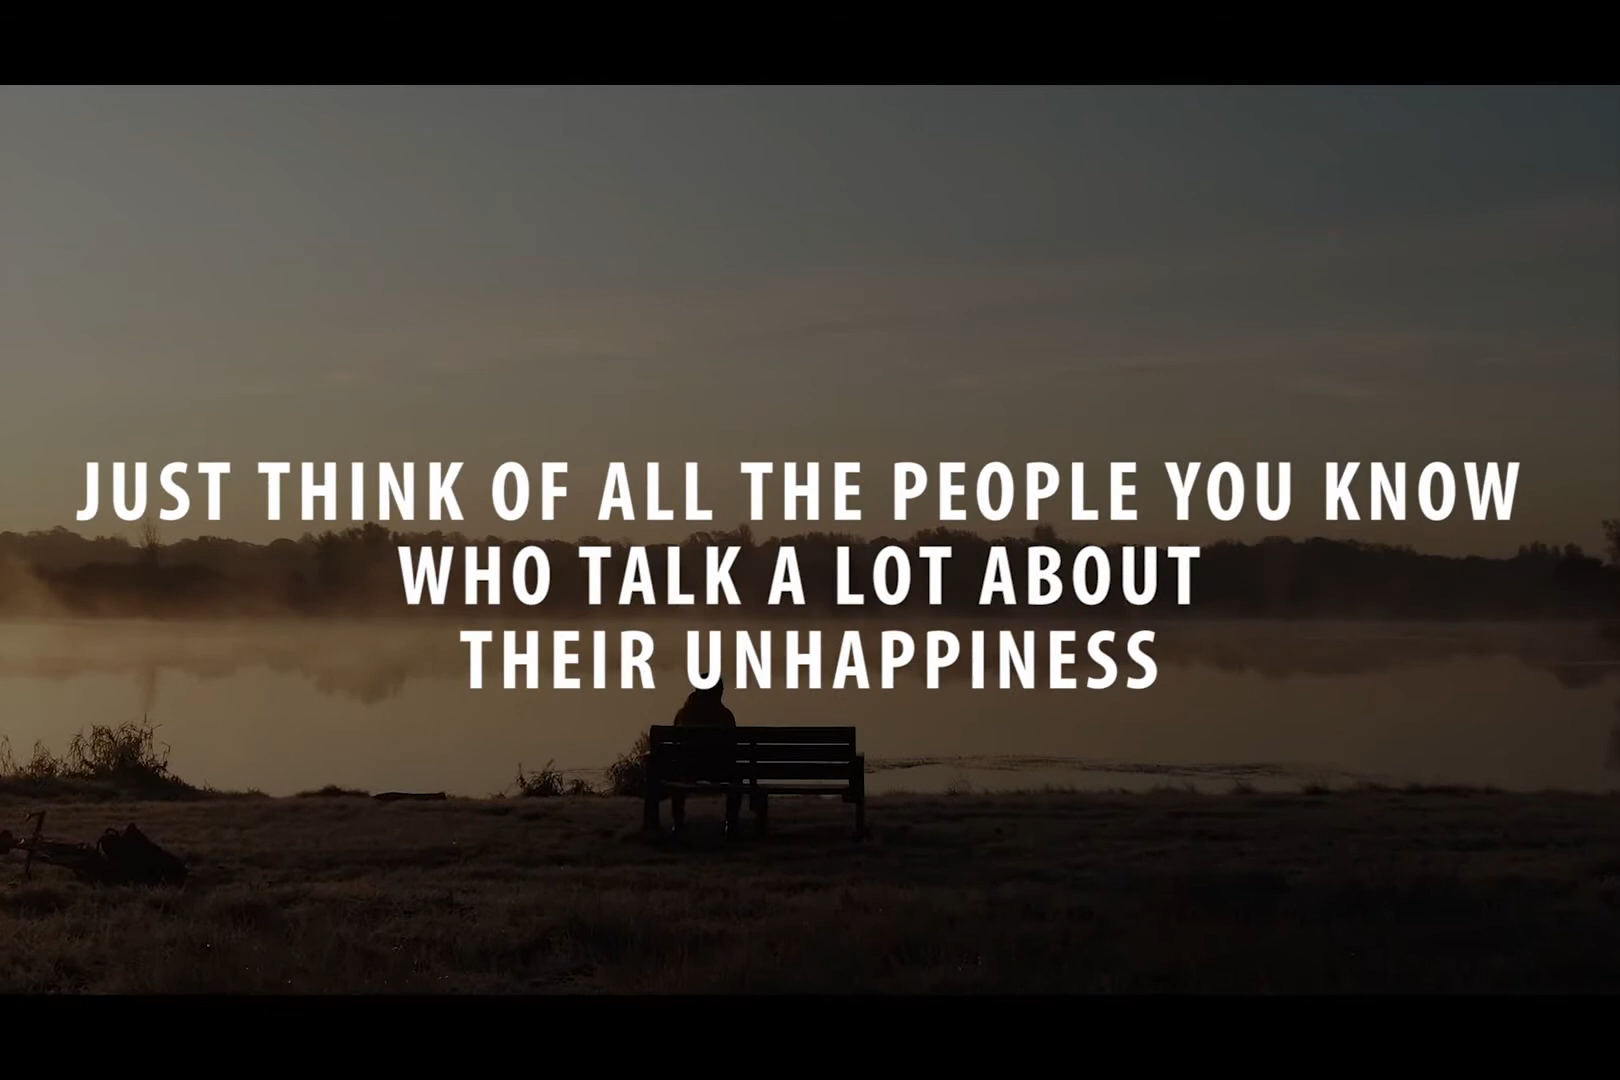 JUST THINK OF ALL THE PEOPLE YOU KNOW
WHO TALK A LOT ABOUT
THEIR UNHAPPINESS